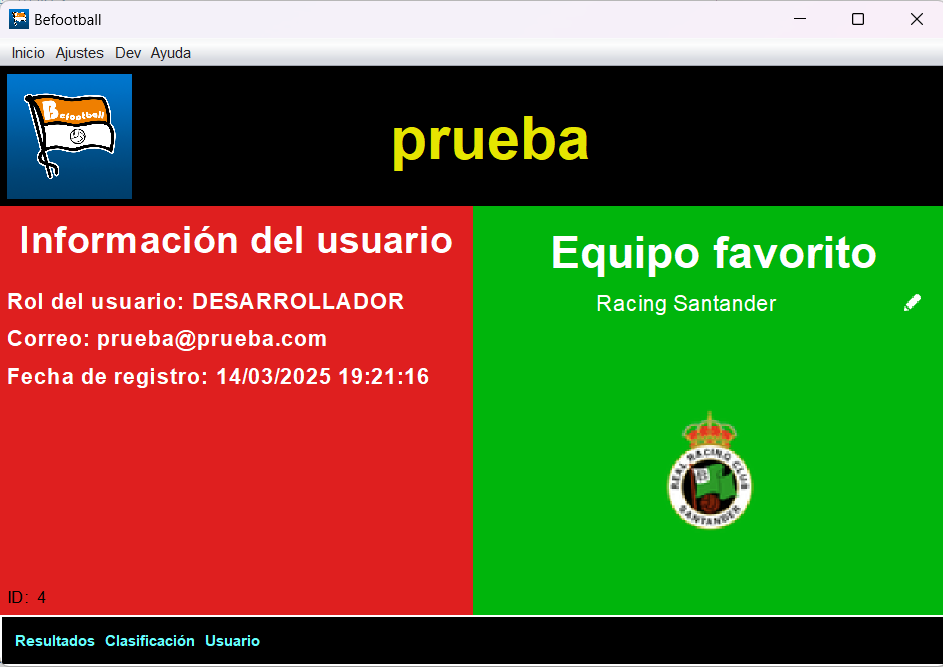 Befootball
Inicio Ajustes Dev Ayuda
Befootball
prueba
Información del usuario
Rol del usuario: DESARROLLADOR
Correo: prueba@prueba.com
Fecha de registro: 14/03/2025 19:21:16
ID: 4
Equipo favorito
Racing Santander
REAL RACING CLUB
SANTANDER
Resultados Clasificación Usuario